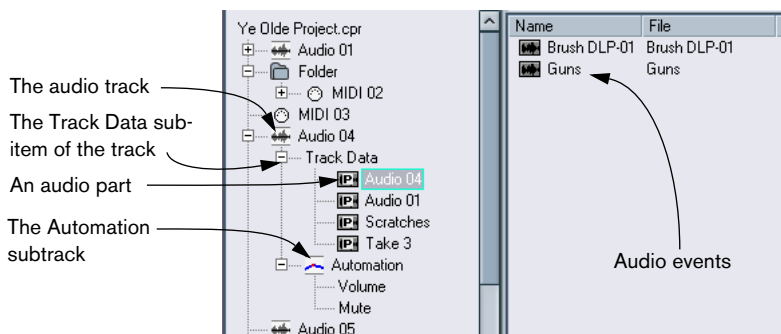 Ye Olde Project.cpr
Audio 01
Folder
MIDI 02
MIDI 03
Audio 04
Track Data
Audio 04
Audio 01
Scratches
Take 3
Automation
Volume
Mute
Audio 05
The audio track
The Track Data sub-
item of the track
An audio part
The Automation
subtrack
Name File
Brush DLP-01 Brush DLP-01
Guns Guns
Audio events